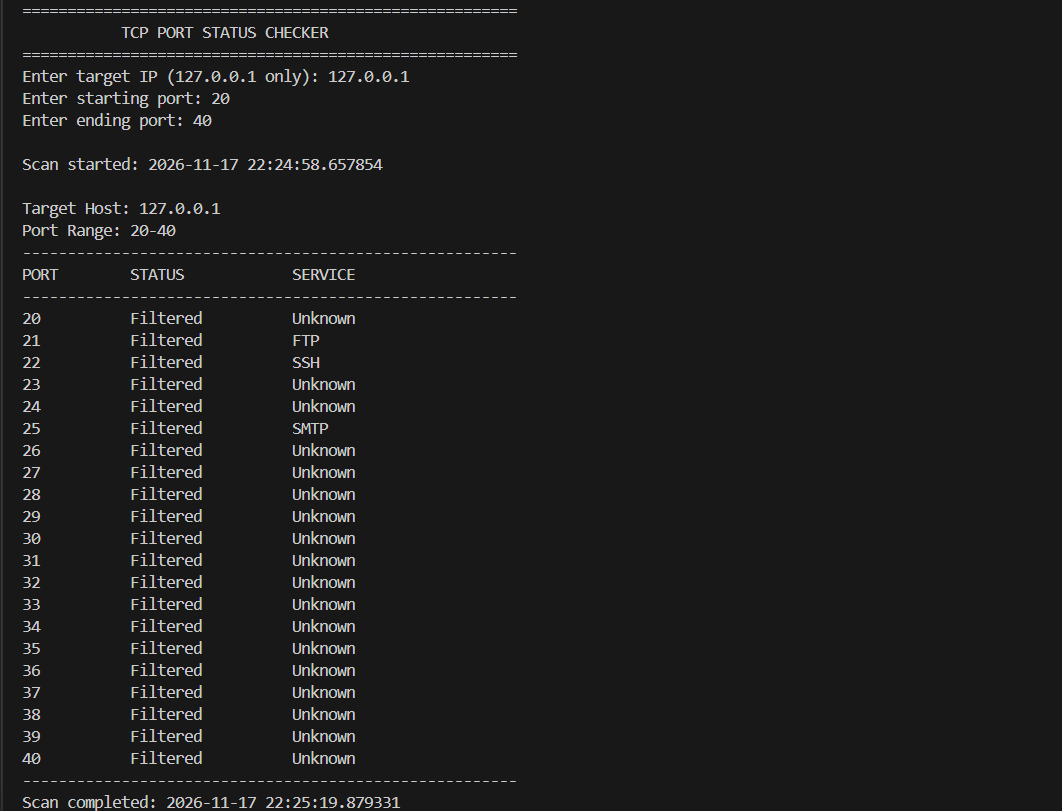 =======================================================
TCP PORT STATUS CHECKER
=======================================================
Enter target IP (127.0.0.1 only): 127.0.0.1
Enter starting port: 20
Enter ending port: 40
Scan started: 2026-11-17 22:24:58.657854
Target Host: 127.0.0.1
Port Range: 20-40
-------------------------------------------------------
PORT STATUS SERVICE
-------------------------------------------------------
20 Filtered Unknown
21 Filtered FTP
22 Filtered SSH
23 Filtered Unknown
24 Filtered Unknown
25 Filtered SMTP
26 Filtered Unknown
27 Filtered Unknown
28 Filtered Unknown
29 Filtered Unknown
30 Filtered Unknown
31 Filtered Unknown
32 Filtered Unknown
33 Filtered Unknown
34 Filtered Unknown
35 Filtered Unknown
36 Filtered Unknown
37 Filtered Unknown
38 Filtered Unknown
39 Filtered Unknown
40 Filtered Unknown
-------------------------------------------------------
Scan completed: 2026-11-17 22:25:19.879331